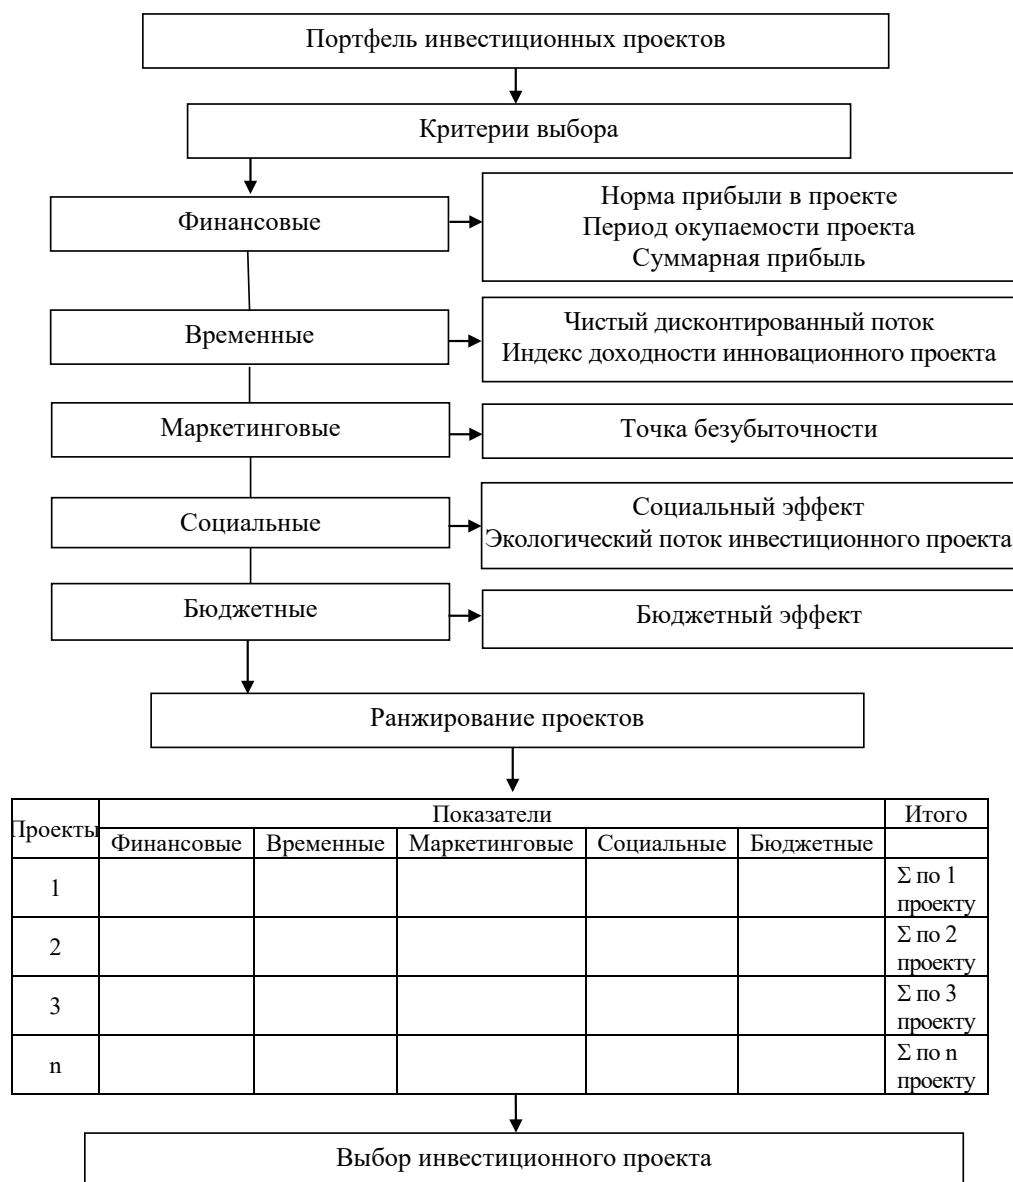 Портфель инвестиционных проектов
Критерии выбора
Финансовые
Норма прибыли в проекте
Период окупаемости проекта
Суммарная прибыль
Временные
Чистый дисконтированный поток
Индекс доходности инновационного проекта
Маркетинговые
Точка безубыточности
Социальные
Социальный эффект
Экологический поток инвестиционного проекта
Бюджетные
Бюджетный эффект
Ранжирование проектов
Проекты
Показатели
Итого
Финансовые
Временные
Маркетинговые
Социальные
Бюджетные
1
Σ по 1
проекту
2
Σ по 2
проекту
3
Σ по 3
проекту
n
Σ по n
проекту
Выбор инвестиционного проекта